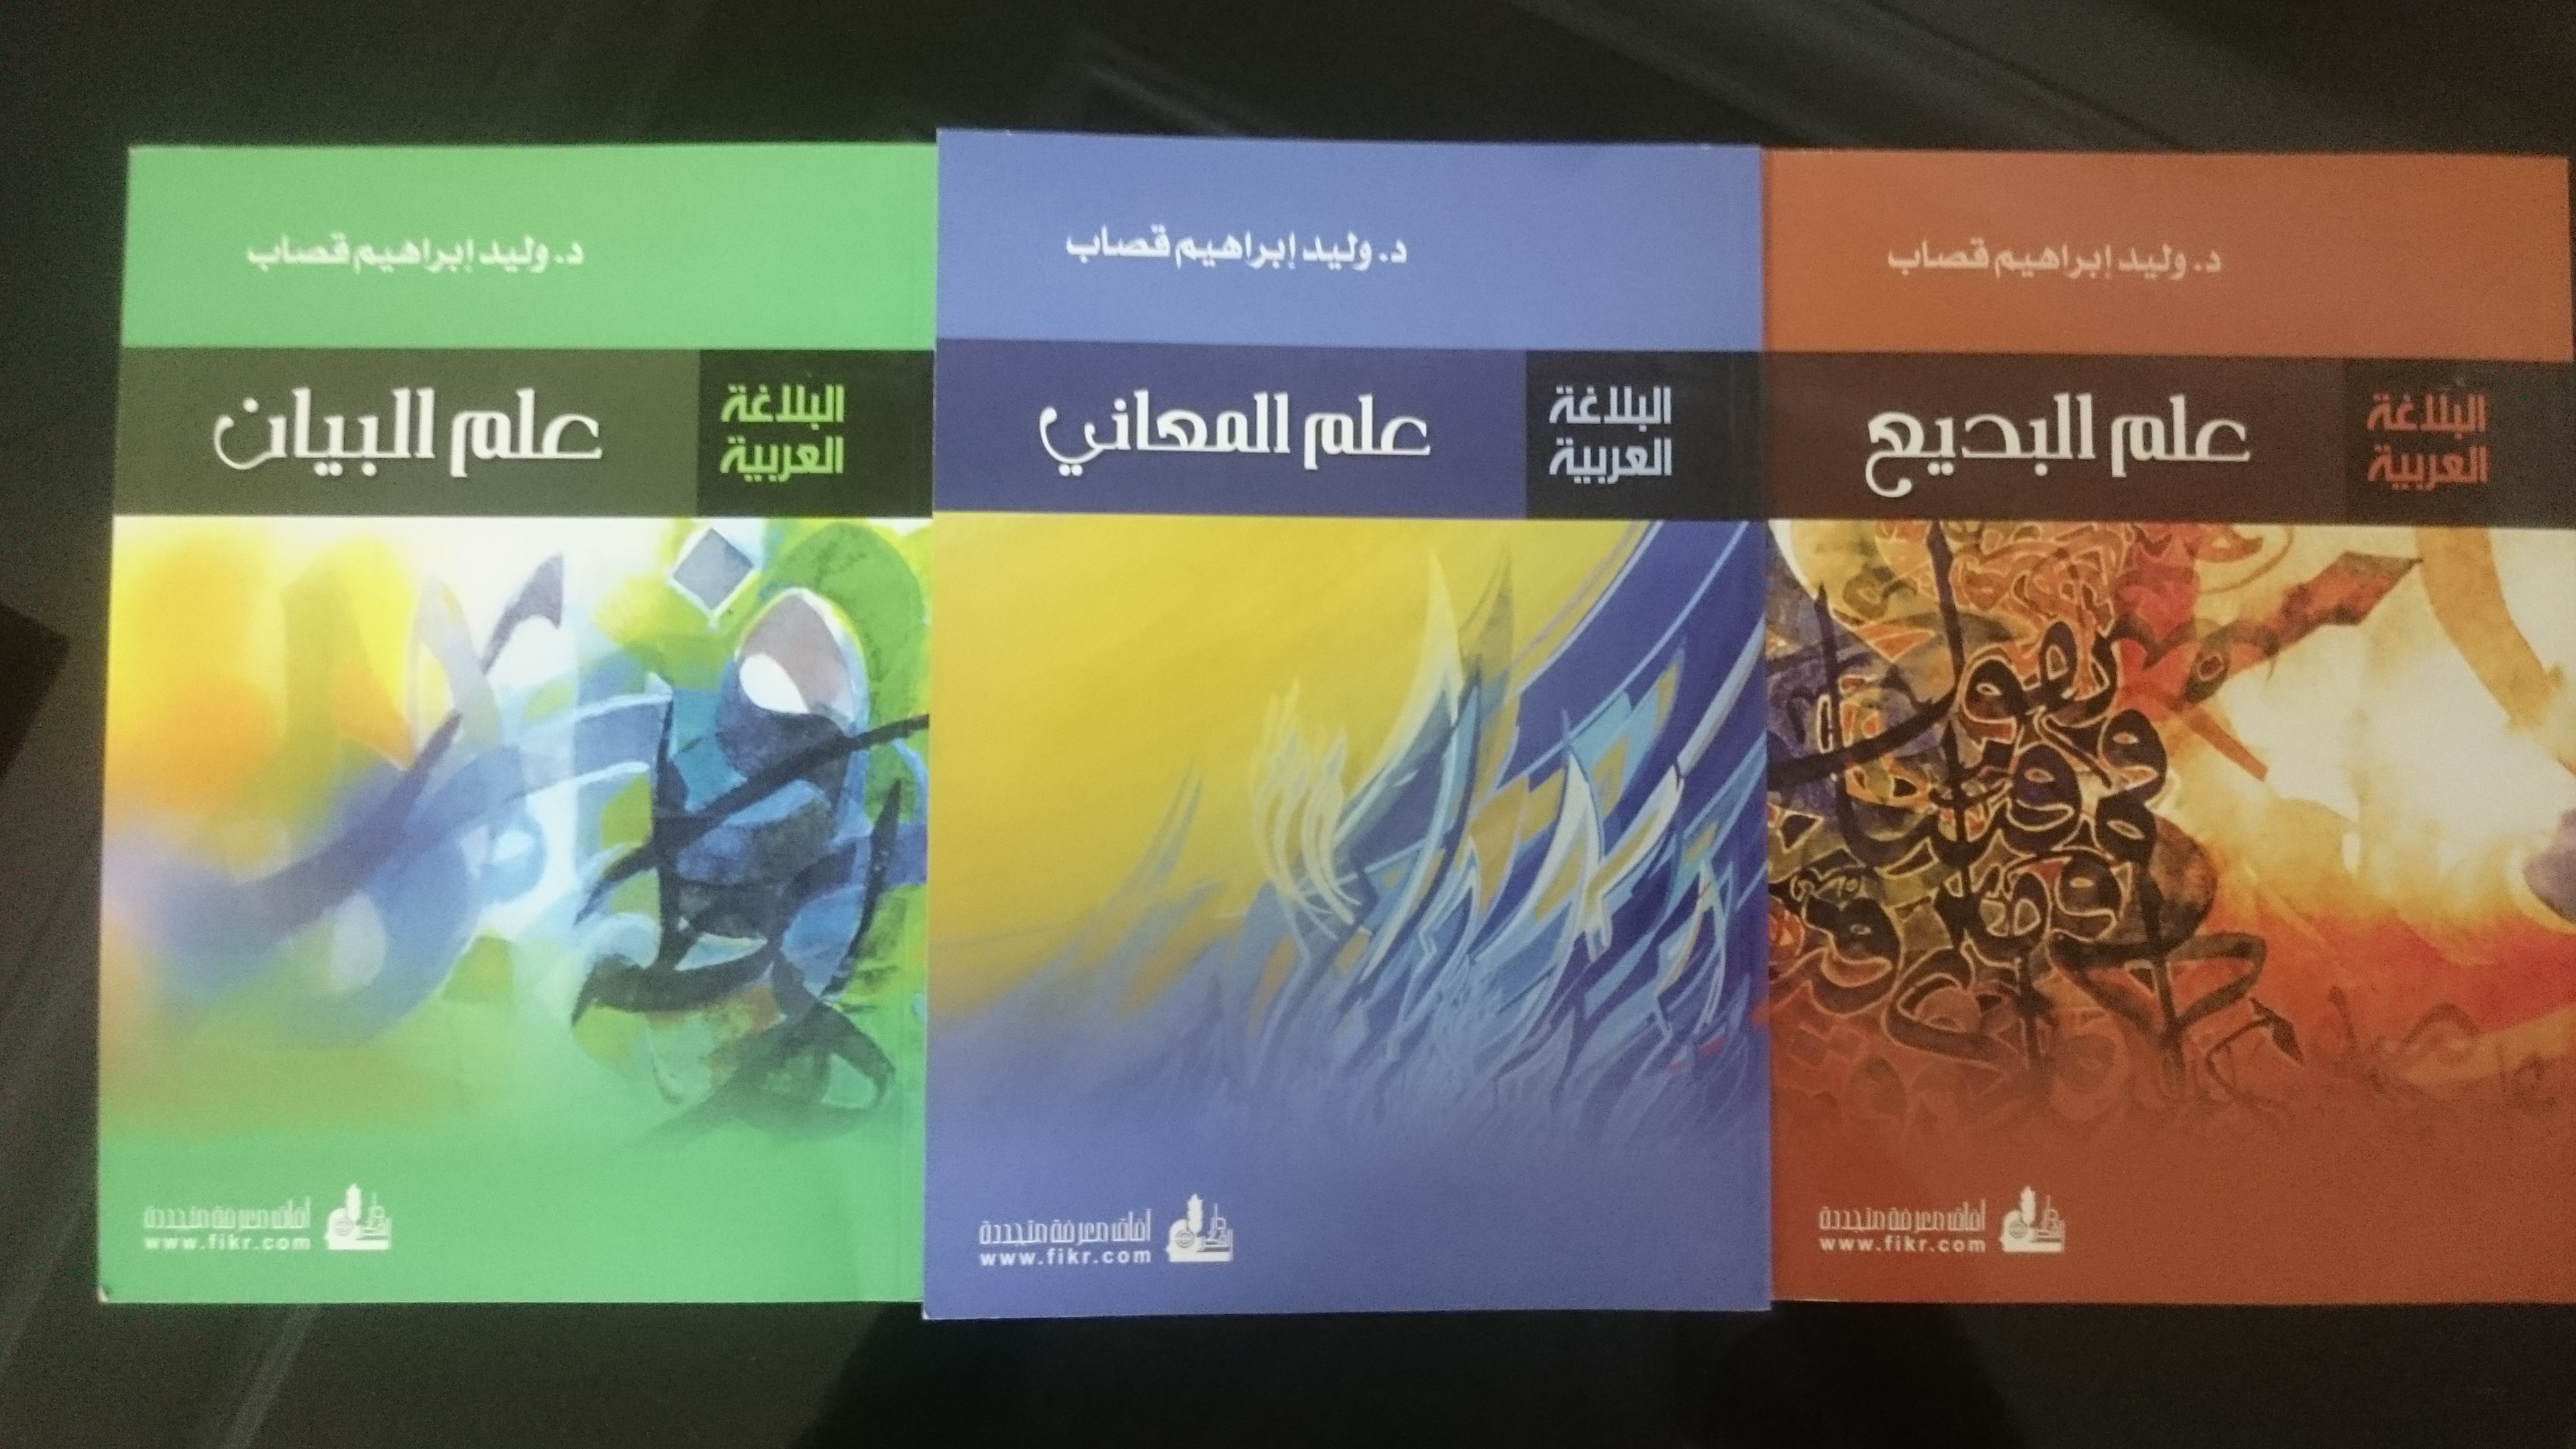 د. وليد إبراهيم قصاب
البلاغة
العربية
علم البديع
آفاق معرفة متجددة
www.fikr.com
د. وليد إبراهيم قصاب
البلاغة
العربية
علم المعاني
آفاق معرفة متجددة
www.fikr.com
د. وليد إبراهيم قصاب
البلاغة
العربية
علم البيان
آفاق معرفة متجددة
www.fikr.com